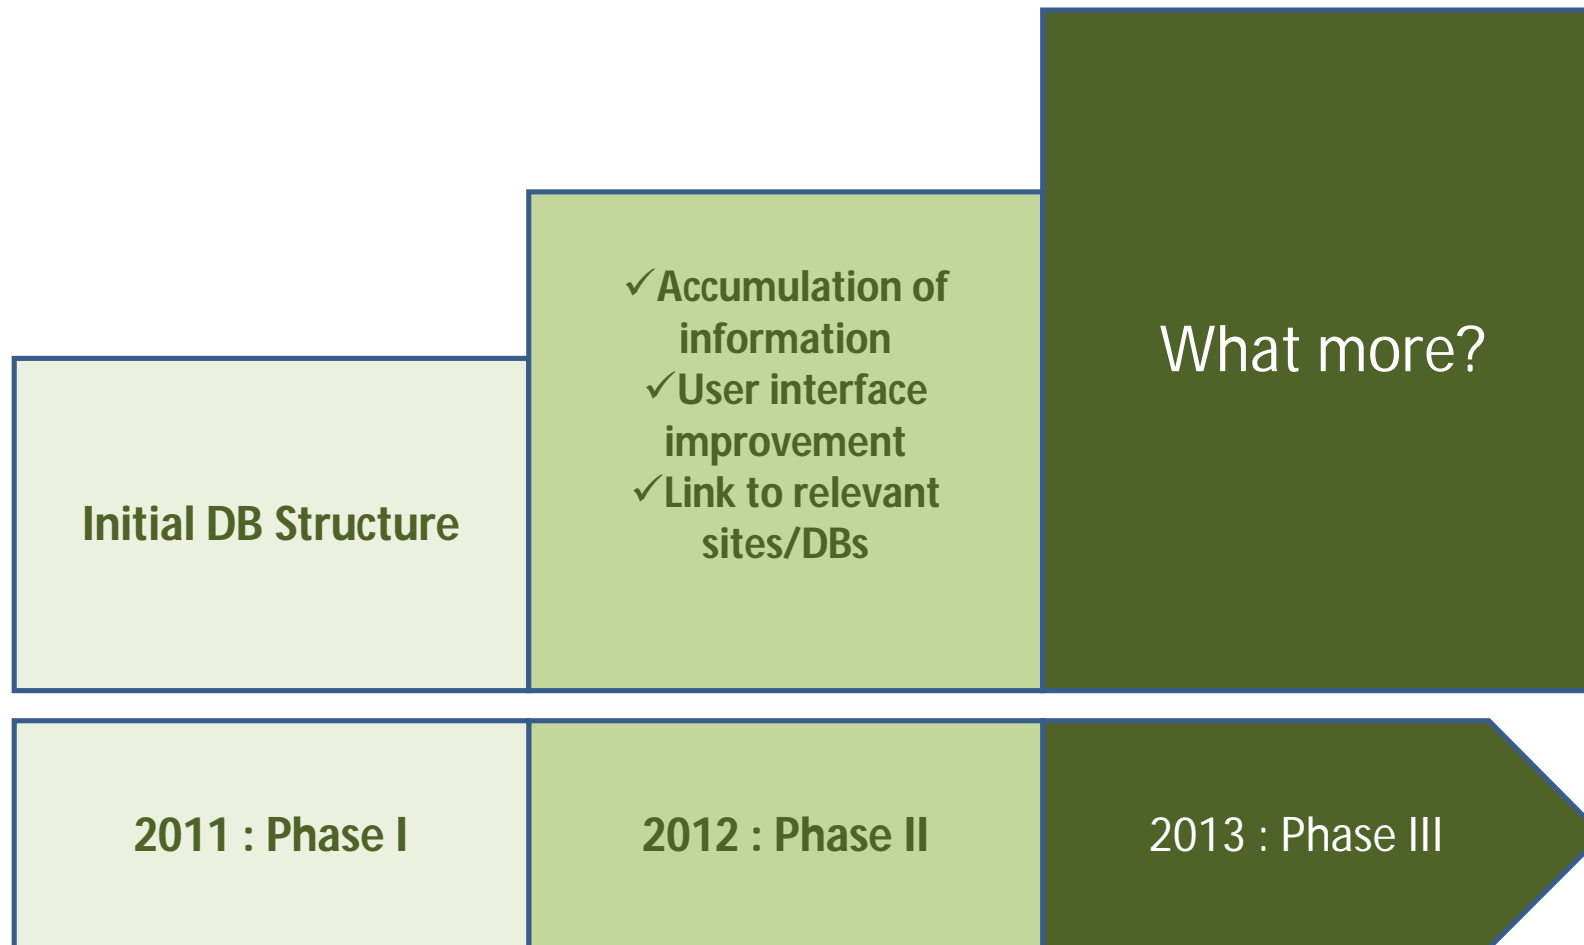 What more?
✓Accumulation of
information
✓User interface
improvement
✓Link to relevant
sites/DBs
Initial DB Structure
2011 : Phase I
2012 : Phase II
2013 : Phase III